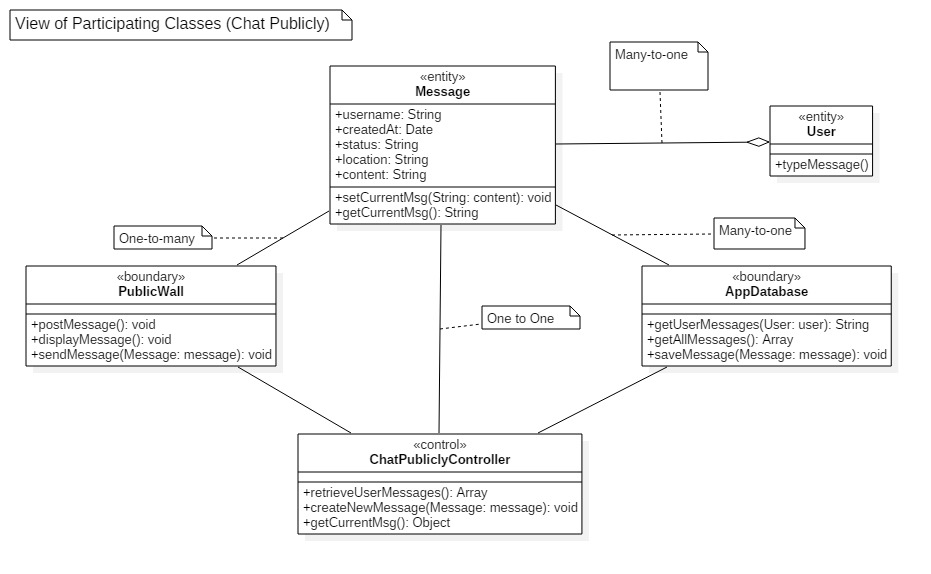 View of Participating Classes (Chat Publicly)
Many-to-one
«entity»
Message
+username: String
+createdAt: Date
+status: String
+location: String
+content: String
+setCurrentMsg(String: content): void
+getCurrentMsg(): String
«entity»
User
+typeMessage()
One-to-many
Many-to-one
«boundary»
PublicWall
+postMessage(): void
+displayMessage(): void
+sendMessage(Message: message): void
One to One
«boundary»
AppDatabase
+getUserMessages(User: user): String
+getAllMessages(): Array
+saveMessage(Message: message): void
«control»
ChatPubliclyController
+retrieveUserMessages(): Array
+createNewMessage(Message: message): void
+getCurrentMsg(): Object